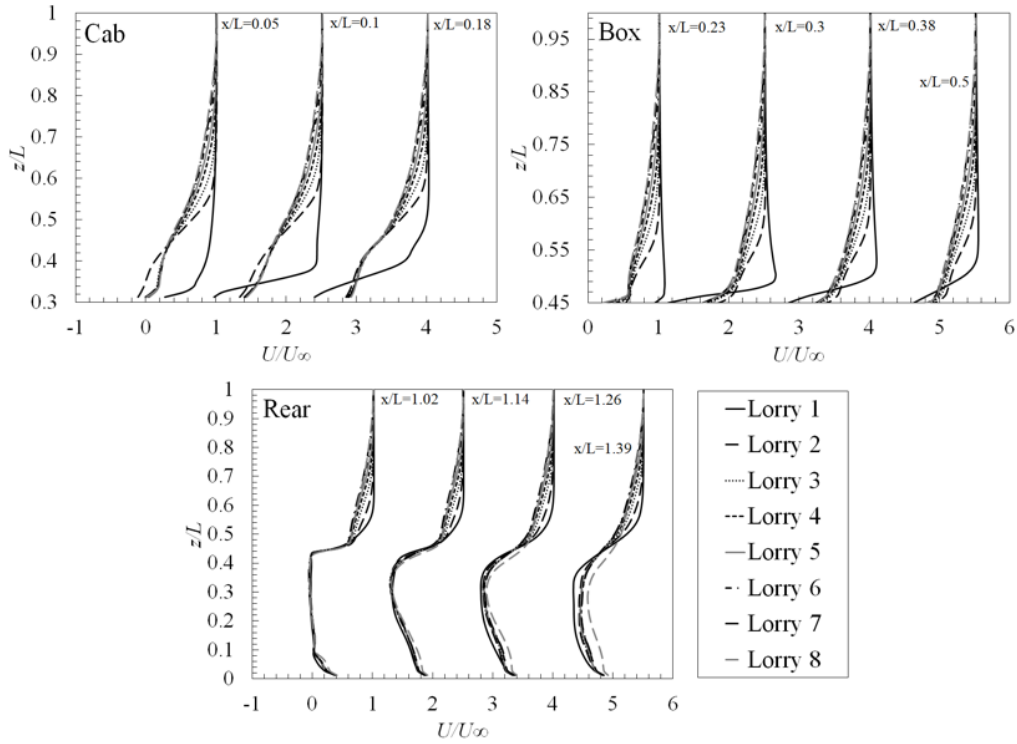 Cab
x/L=0.05
x/L=0.1
x/L=0.18
1
0.9
0.8
0.7
0.6
0.5
0.4
0.3
z/L
-1
0
1
2
3
4
5
U/U∞
Box
x/L=0.23
x/L=0.3
x/L=0.38
x/L=0.5
0.95
0.85
0.75
0.65
0.55
0.45
z/L
0
1
2
3
4
5
6
U/U∞
Rear
x/L=1.02
x/L=1.14
x/L=1.26
x/L=1.39
1
0.9
0.8
0.7
0.6
0.5
0.4
0.3
0.2
0.1
0
z/L
-1
0
1
2
3
4
5
6
U/U∞
Lorry 1
Lorry 2
Lorry 3
Lorry 4
Lorry 5
Lorry 6
Lorry 7
Lorry 8